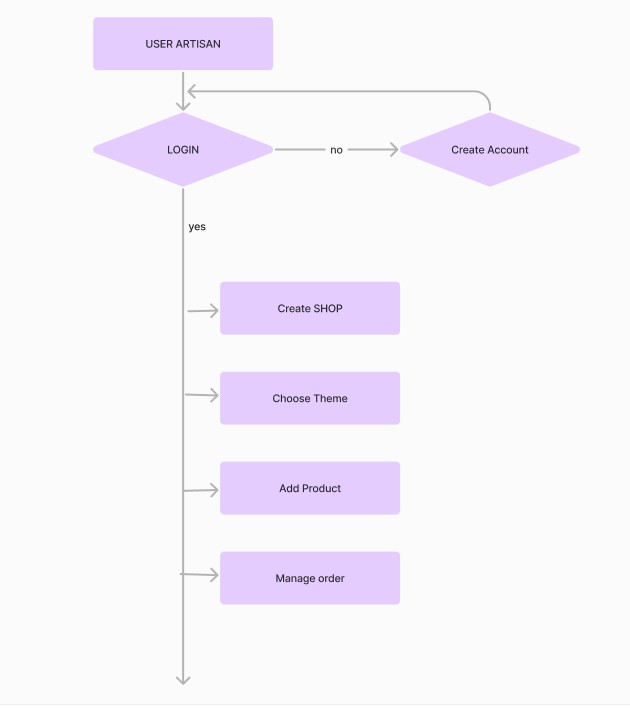 USER ARTISAN
LOGIN
no
Create Account
yes
Create SHOP
Choose Theme
Add Product
Manage order